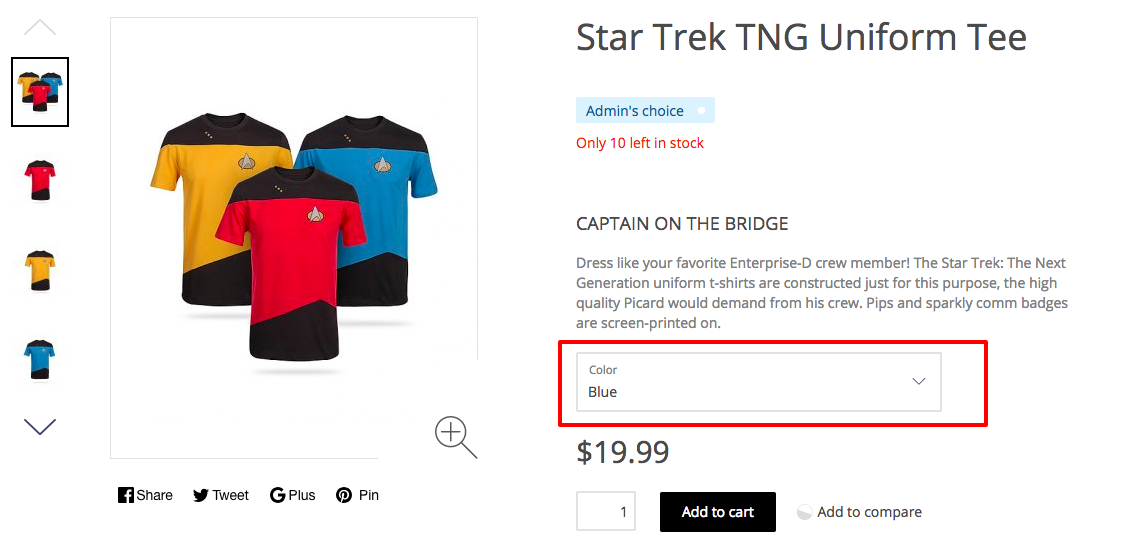 Star Trek TNG Uniform Tee
Admin's choice
Only 10 left in stock
CAPTAIN ON THE BRIDGE
Dress like your favorite Enterprise-D crew member! The Star Trek: The Next
Generation uniform t-shirts are constructed just for this purpose, the high
quality Picard would demand from his crew. Pips and sparkly comm badges
are screen-printed on.
Color
Blue
$19.99
1
Add to cart
Add to compare
Share
Tweet
Plus
Pin